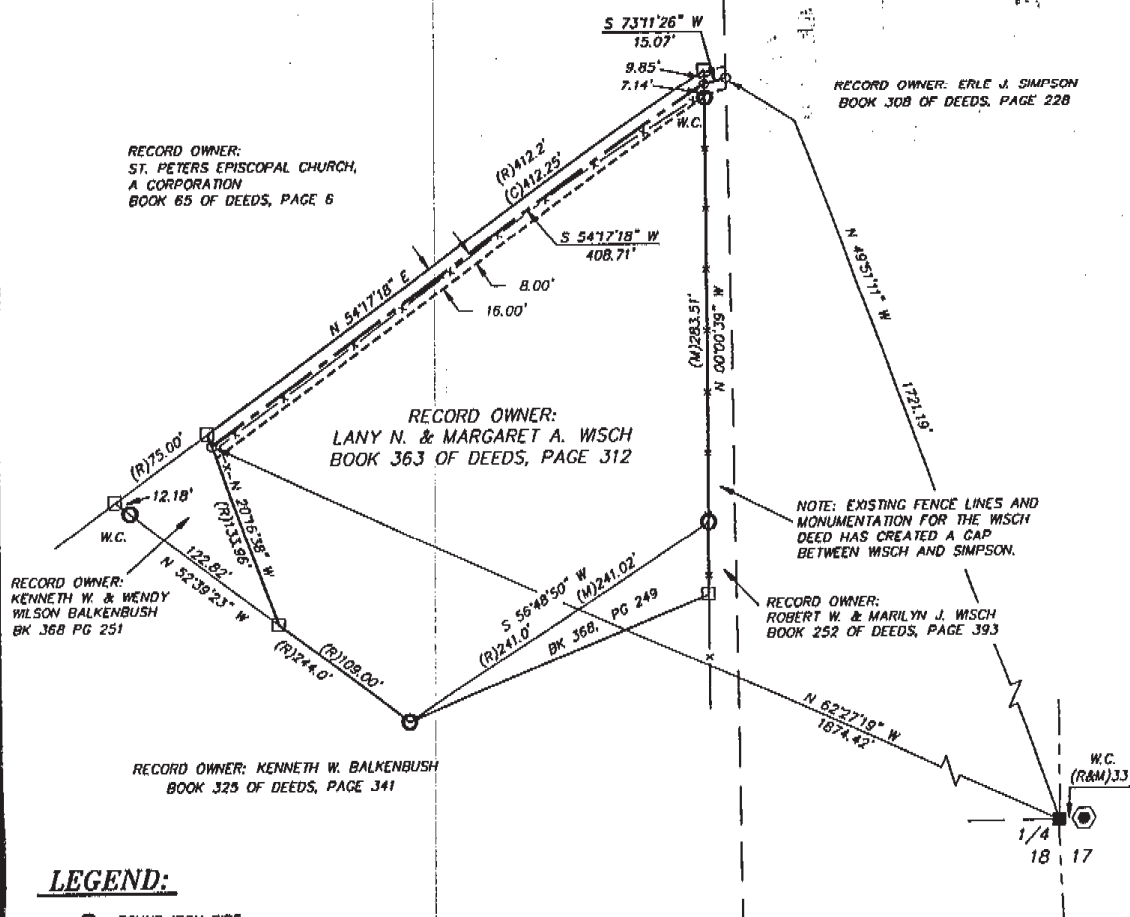 S 73°11'26" W
15.07'
9.85'
7.14'
W.C.
RECORD OWNER: ERLE J. SIMPSON
BOOK 308 OF DEEDS, PAGE 228
RECORD OWNER:
ST. PETERS EPISCOPAL CHURCH,
A CORPORATION
BOOK 65 OF DEEDS, PAGE 6
(R)412.2'
(C)412.25'
S 54°17'18" W
408.71'
8.00'
16.00'
N 54°17'18" E
N 49°51'11" W
1721.19'
(M)283.51'
N 00°00'39" W
RECORD OWNER:
LANY N. & MARGARET A. WISCH
BOOK 363 OF DEEDS, PAGE 312
(R)75.00'
12.18'
W.C.
N 20°16'38" W
(R)133.96'
122.82'
N 52°39'23" W
RECORD OWNER:
KENNETH W. & WENDY
WILSON BALKENBUSH
BK 368 PG 251
NOTE: EXISTING FENCE LINES AND
MONUMENTATION FOR THE WISCH
DEED HAS CREATED A GAP
BETWEEN WISCH AND SIMPSON.
RECORD OWNER:
ROBERT W. & MARILYN J. WISCH
BOOK 252 OF DEEDS, PAGE 393
S 56°48'50" W
(M)241.02'
(R)241.0'
BK 368, PG 249
(R)109.00'
(R)244.0'
N 62°27'19" W
1874.42'
RECORD OWNER: KENNETH W. BALKENBUSH
BOOK 325 OF DEEDS, PAGE 341
W.C.
(R&M)33
1/4
18 17
LEGEND: